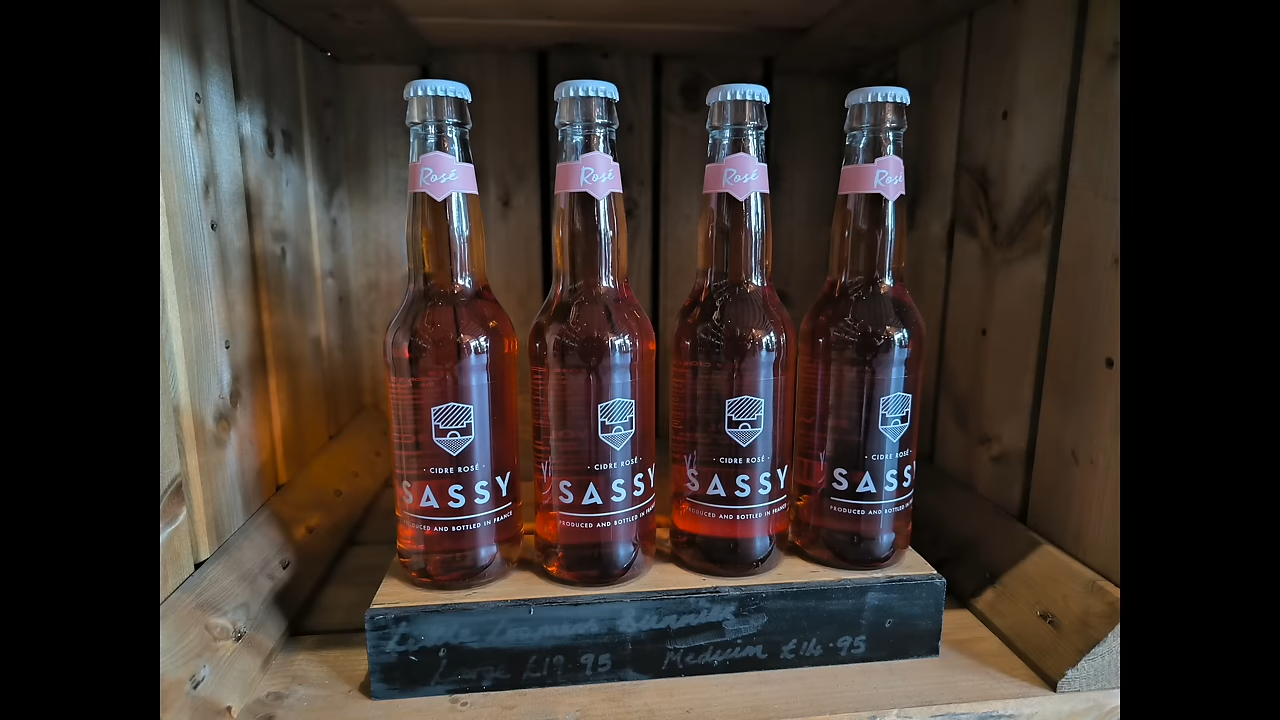 Rosé
Rosé
Rosé
Rosé
· CIDRE ROSÉ ·
SASSY
PRODUCED AND BOTTLED IN FRANCE
· CIDRE ROSÉ ·
SASSY
PRODUCED AND BOTTLED IN FRANCE
· CIDRE ROSÉ ·
SASSY
PRODUCED AND BOTTLED IN FRANCE
· CIDRE ROSÉ ·
SASSY
PRODUCED AND BOTTLED IN
Large £19.95 Medium £14.95